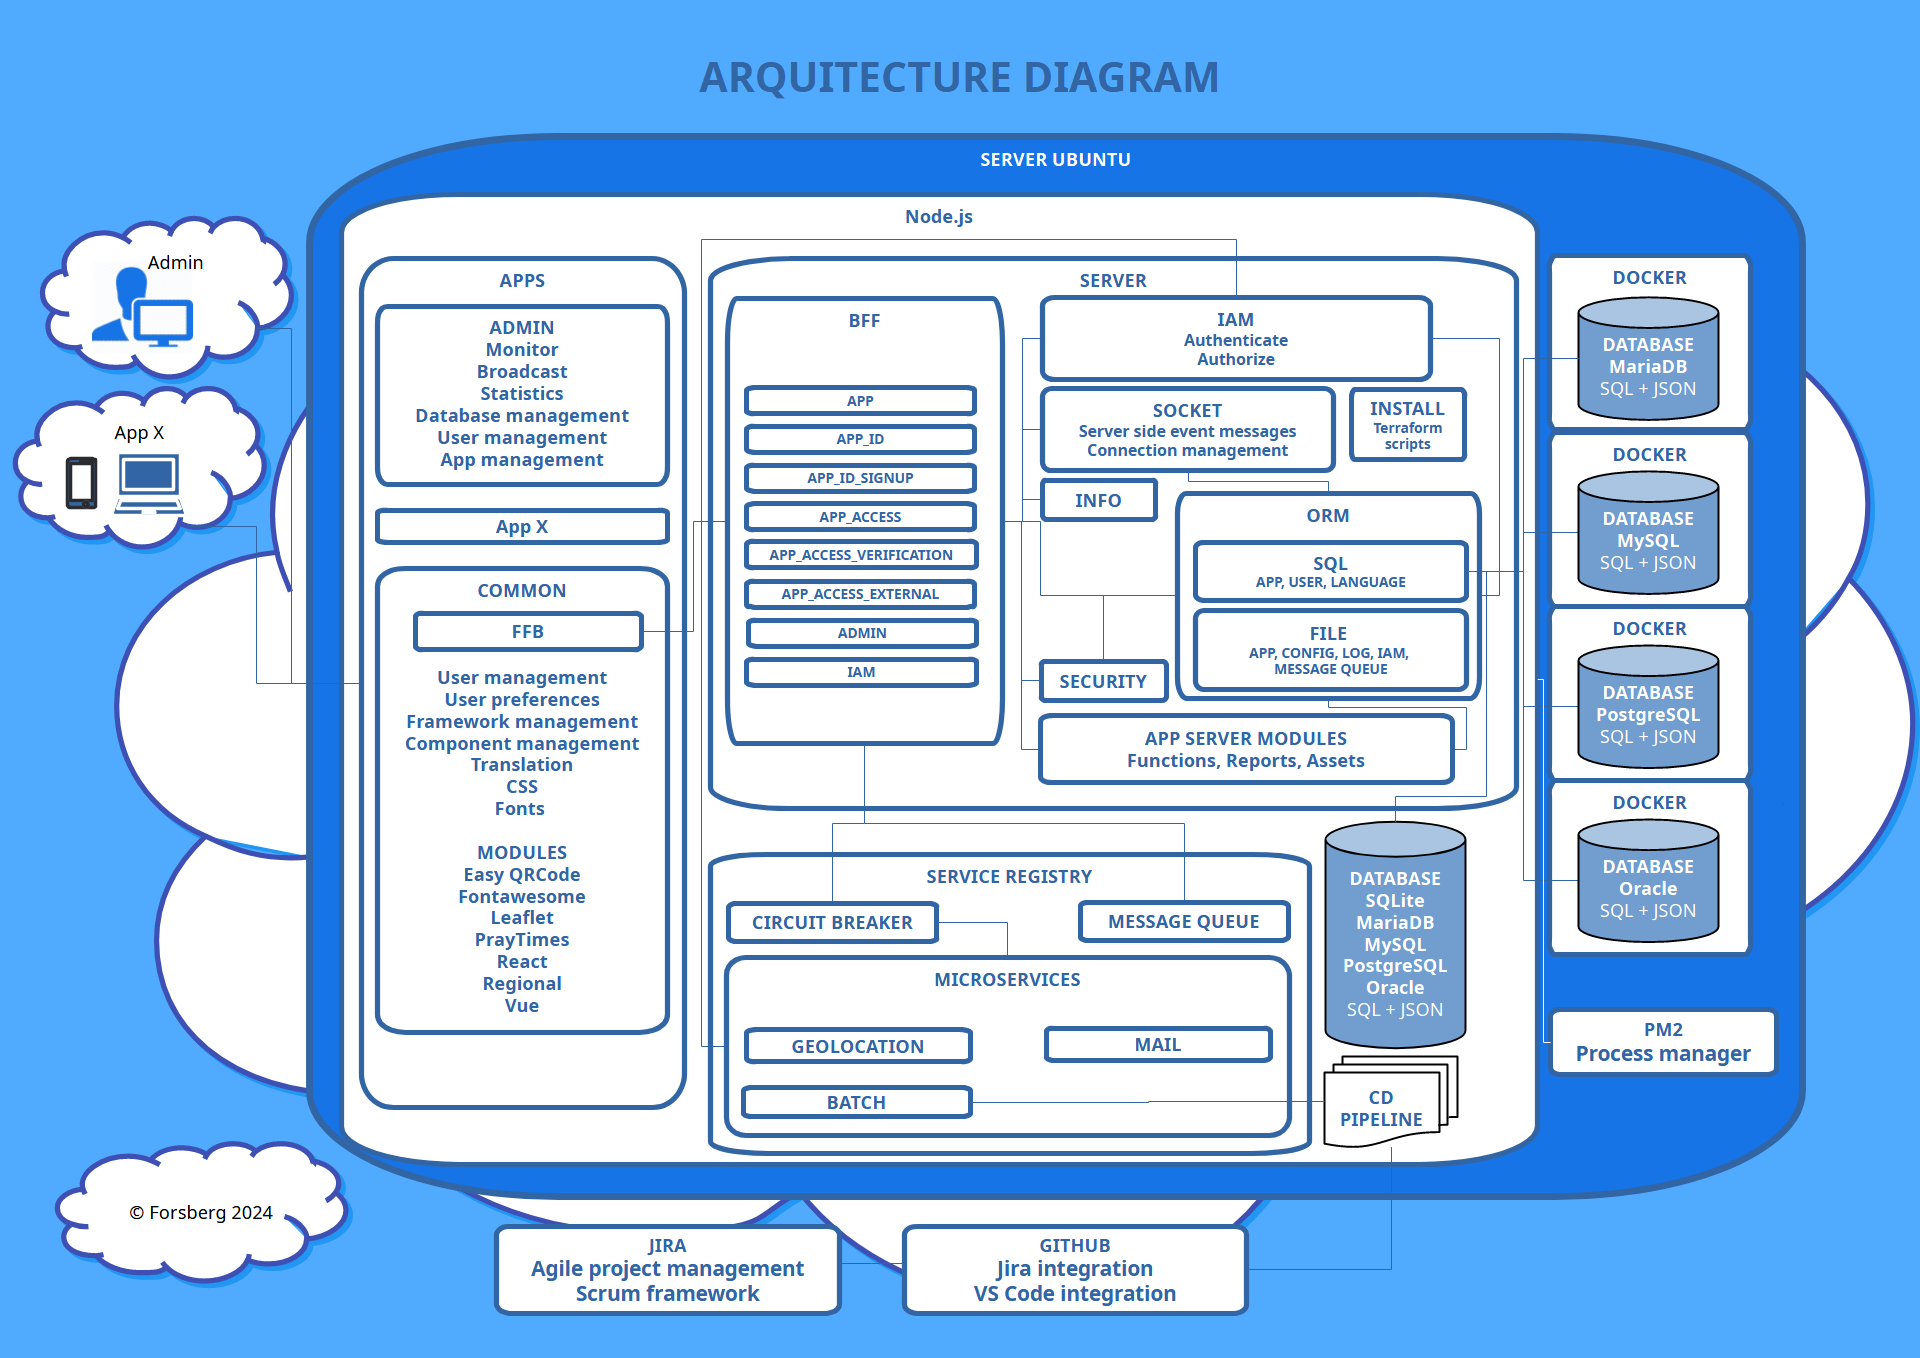 ARQUITECTURE DIAGRAM
SERVER UBUNTU
Node.js
Admin
App X
APPS
ADMIN
Monitor
Broadcast
Statistics
Database management
User management
App management
App X
COMMON
FFB
User management
User preferences
Framework management
Component management
Translation
CSS
Fonts
MODULES
Easy QRCode
Fontawesome
Leaflet
PrayTimes
React
Regional
Vue
SERVER
BFF
APP
APP_ID
APP_ID_SIGNUP
APP_ACCESS
APP_ACCESS_VERIFICATION
APP_ACCESS_EXTERNAL
ADMIN
IAM
IAM
Authenticate
Authorize
SOCKET
Server side event messages
Connection management
INSTALL
Terraform
scripts
INFO
ORM
SQL
APP, USER, LANGUAGE
FILE
APP, CONFIG, LOG, IAM,
MESSAGE QUEUE
SECURITY
APP SERVER MODULES
Functions, Reports, Assets
SERVICE REGISTRY
CIRCUIT BREAKER
MESSAGE QUEUE
MICROSERVICES
GEOLOCATION
MAIL
BATCH
DATABASE
SQLite
MariaDB
MySQL
PostgreSQL
Oracle
SQL + JSON
CD
PIPELINE
DOCKER
DATABASE
MariaDB
SQL + JSON
DOCKER
DATABASE
MySQL
SQL + JSON
DOCKER
DATABASE
PostgreSQL
SQL + JSON
DOCKER
DATABASE
Oracle
SQL + JSON
PM2
Process manager
© Forsberg 2024
JIRA
Agile project management
Scrum framework
GITHUB
Jira integration
VS Code integration